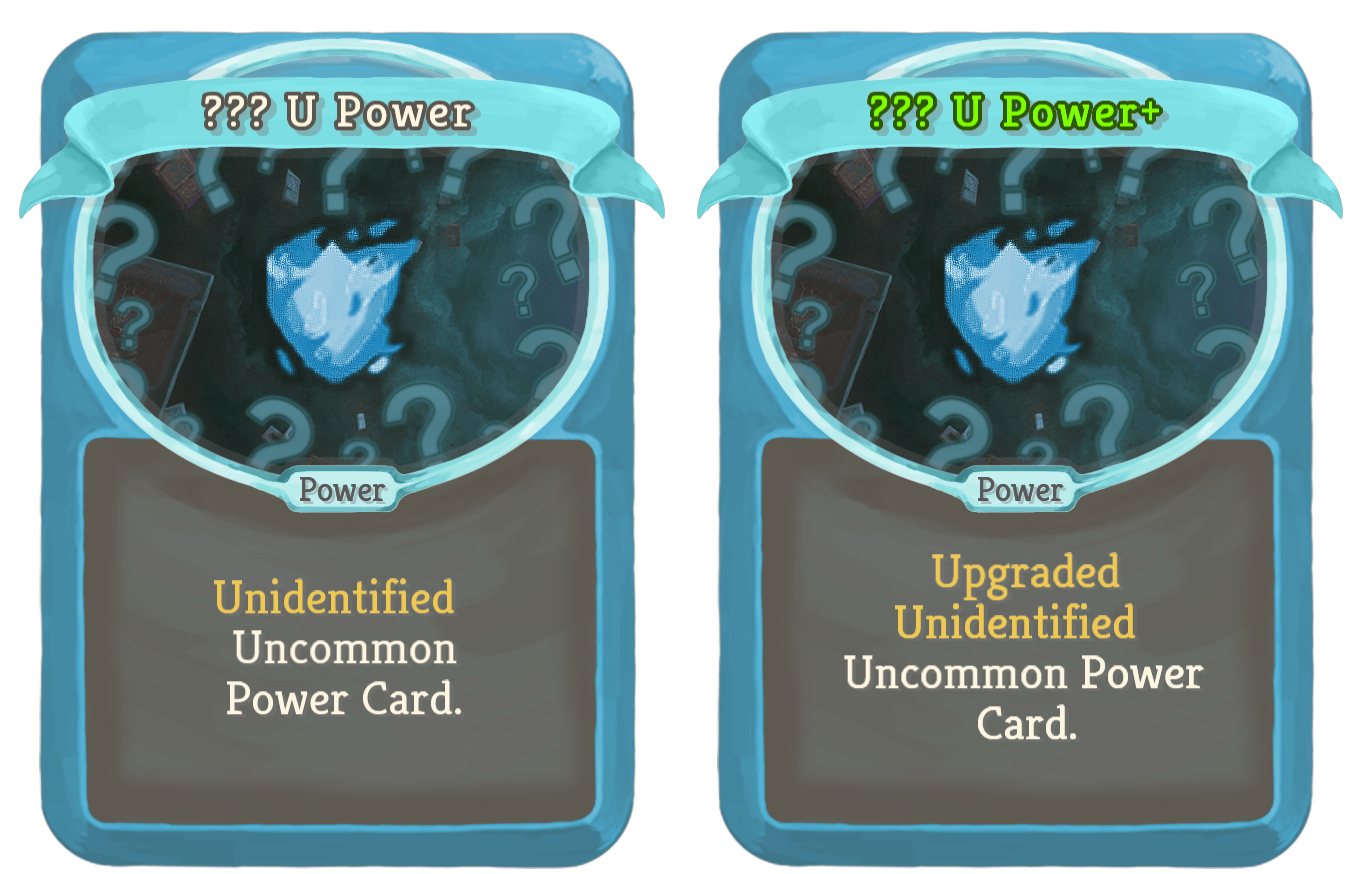 ??? U Power
Power
Unidentified
Uncommon
Power Card.
??? U Power+
Power
Upgraded
Unidentified
Uncommon Power
Card.